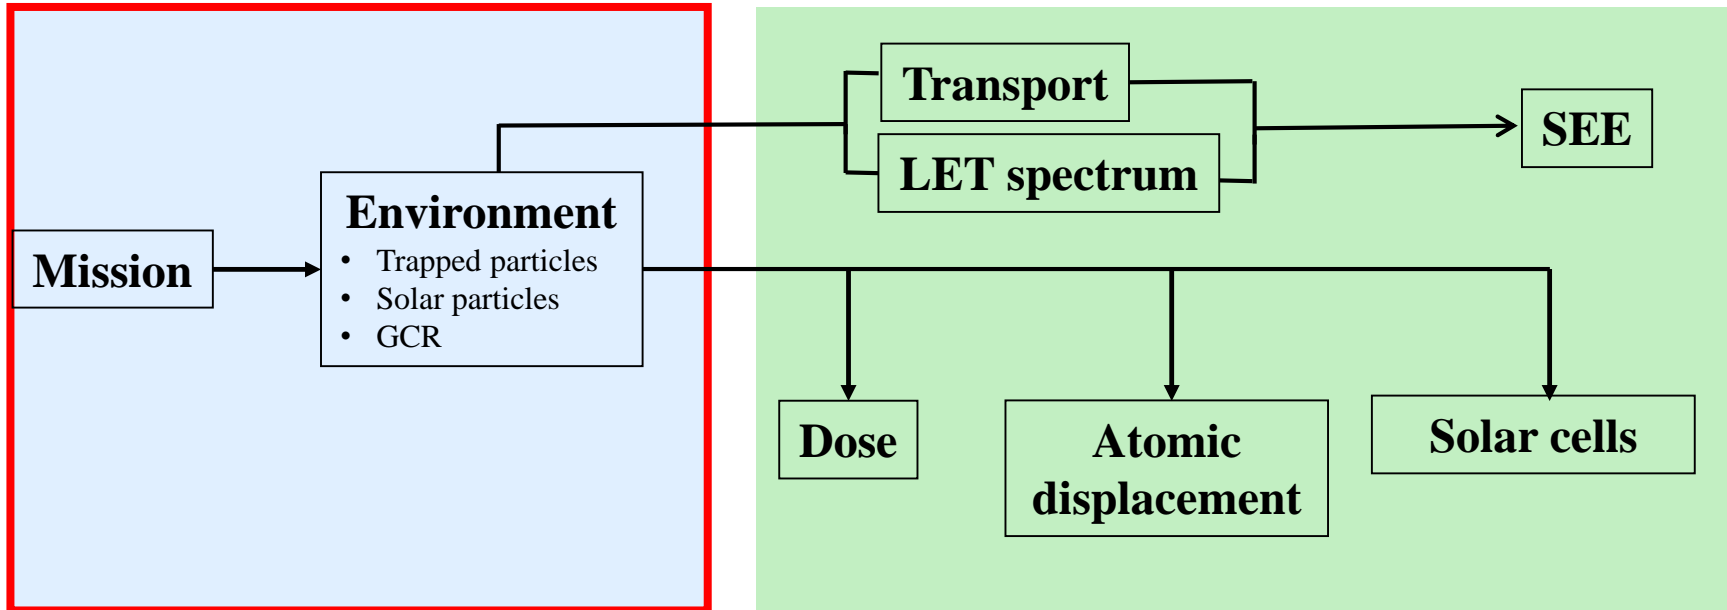 Mission
Environment
• Trapped particles
• Solar particles
• GCR
Transport
LET spectrum
SEE
Dose
Atomic
displacement
Solar cells